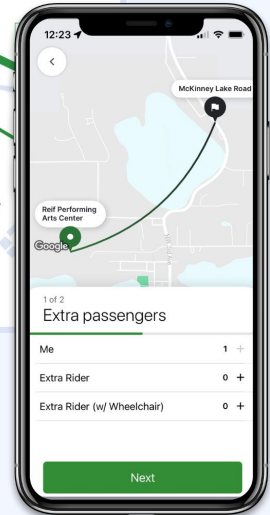 12:23
McKinney Lake Road
Reif Performing
Arts Center
Google
1 of 2
Extra passengers
Me 1 +
Extra Rider 0 +
Extra Rider (w/ Wheelchair) 0 +
Next